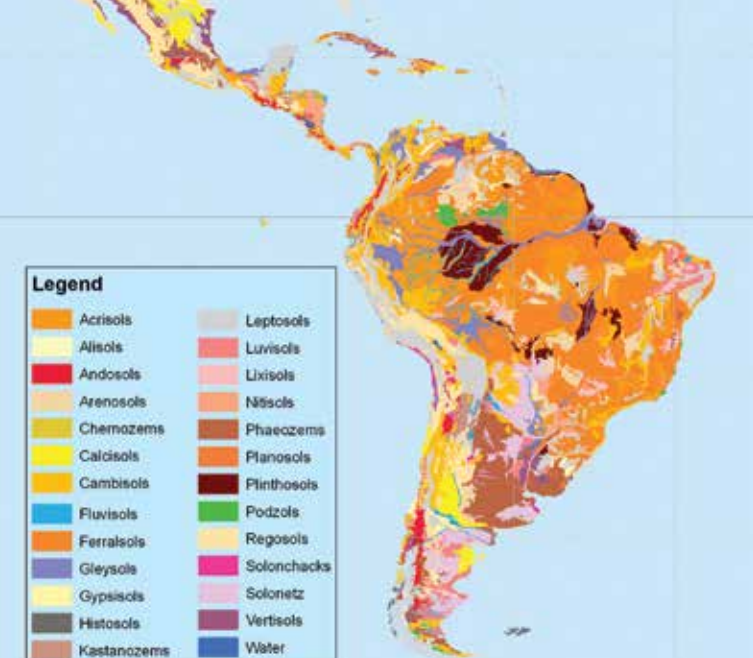 Legend
Acrisols
Alisols
Andosols
Arenosols
Chernozems
Calcisols
Cambisols
Fluvisols
Ferralsols
Gleysols
Gypsisols
Histosols
Kastanozems
Leptosols
Luvisols
Lixisols
Nitisols
Phaeozems
Planosols
Plinthosols
Podzols
Regosols
Solonchacks
Solonetz
Vertisols
Water